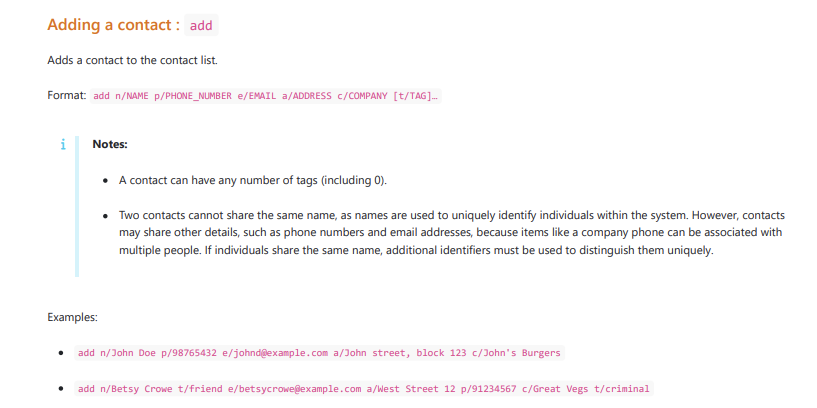 Adding a contact : add
Adds a contact to the contact list.
Format: add n/NAME p/PHONE_NUMBER e/EMAIL a/ADDRESS c/COMPANY [t/TAG]…
i Notes:
• A contact can have any number of tags (including 0).
• Two contacts cannot share the same name, as names are used to uniquely identify individuals within the system. However, contacts
may share other details, such as phone numbers and email addresses, because items like a company phone can be associated with
multiple people. If individuals share the same name, additional identifiers must be used to distinguish them uniquely.
Examples:
• add n/John Doe p/98765432 e/johnd@example.com a/John street, block 123 c/John's Burgers
• add n/Betsy Crowe t/friend e/betsycrowe@example.com a/West Street 12 p/91234567 c/Great Vegs t/criminal